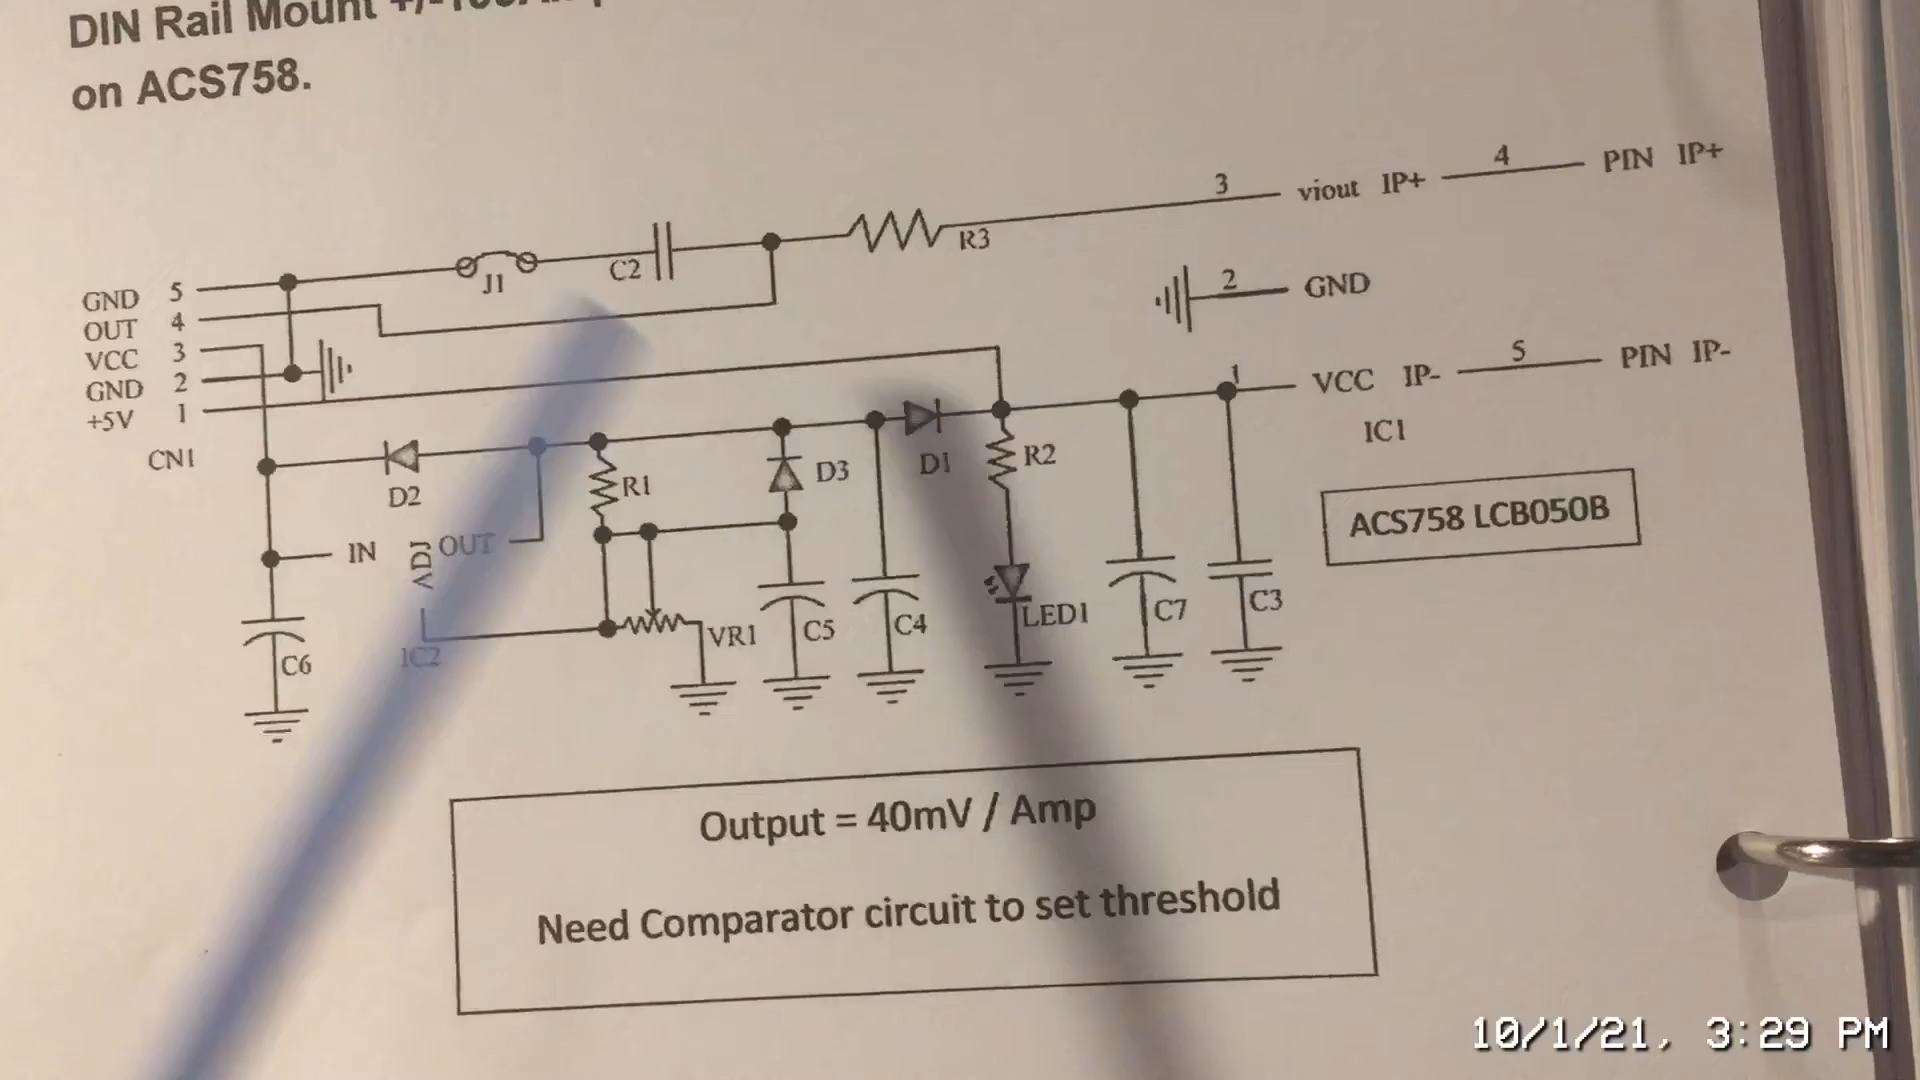 DIN Rail Mount
on ACS758.
3 viout IP+ 4 PIN IP+
R3
C2
J1
2 GND
GND 5
OUT 4
VCC 3
GND 2
+5V 1
1 VCC IP- 5 PIN IP-
CN1
IC1
D2
R1
D3
D1
R2
ACS758 LCB050B
IN
ADJ
OUT
C6
IC2
VR1
C5
C4
LED1
C7
C3
Output = 40mV / Amp
Need Comparator circuit to set threshold
10/1/21, 3:29 PM